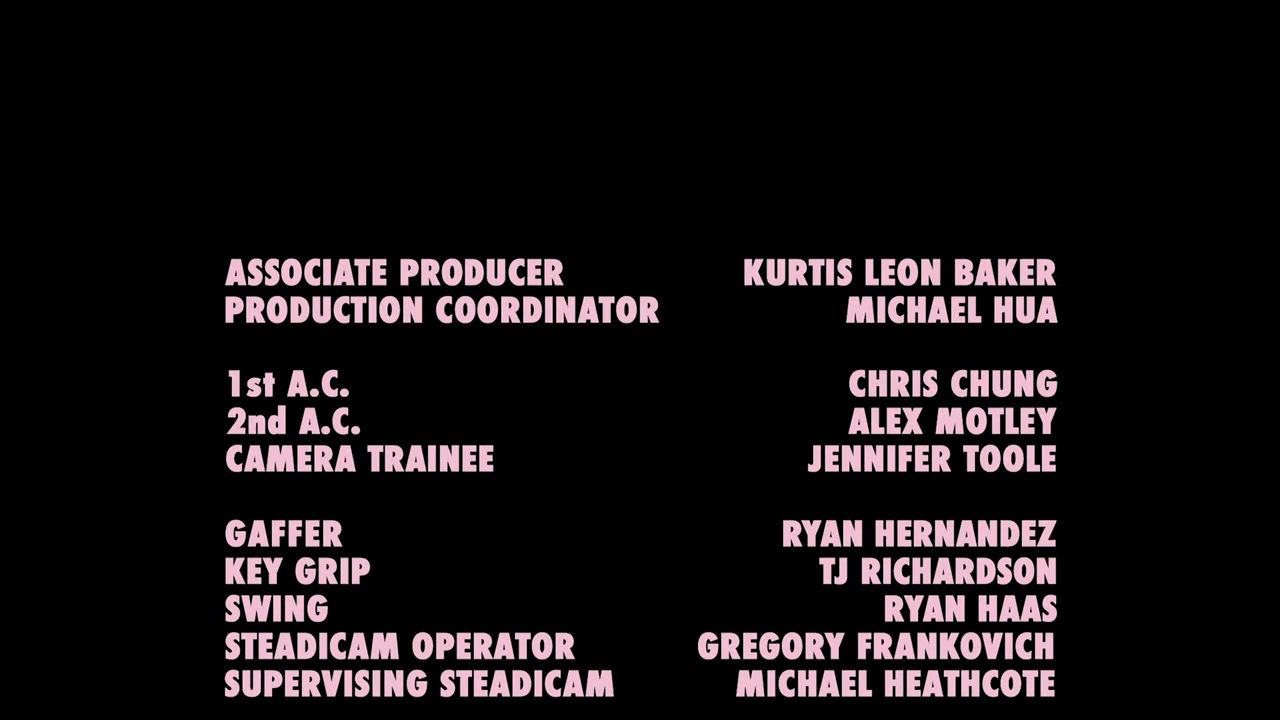 ASSOCIATE PRODUCER KURTIS LEON BAKER
PRODUCTION COORDINATOR MICHAEL HUA
1st A.C. CHRIS CHUNG
2nd A.C. ALEX MOTLEY
CAMERA TRAINEE JENNIFER TOOLE
GAFFER RYAN HERNANDEZ
KEY GRIP TJ RICHARDSON
SWING RYAN HAAS
STEADICAM OPERATOR GREGORY FRANKOVICH
SUPERVISING STEADICAM MICHAEL HEATHCOTE